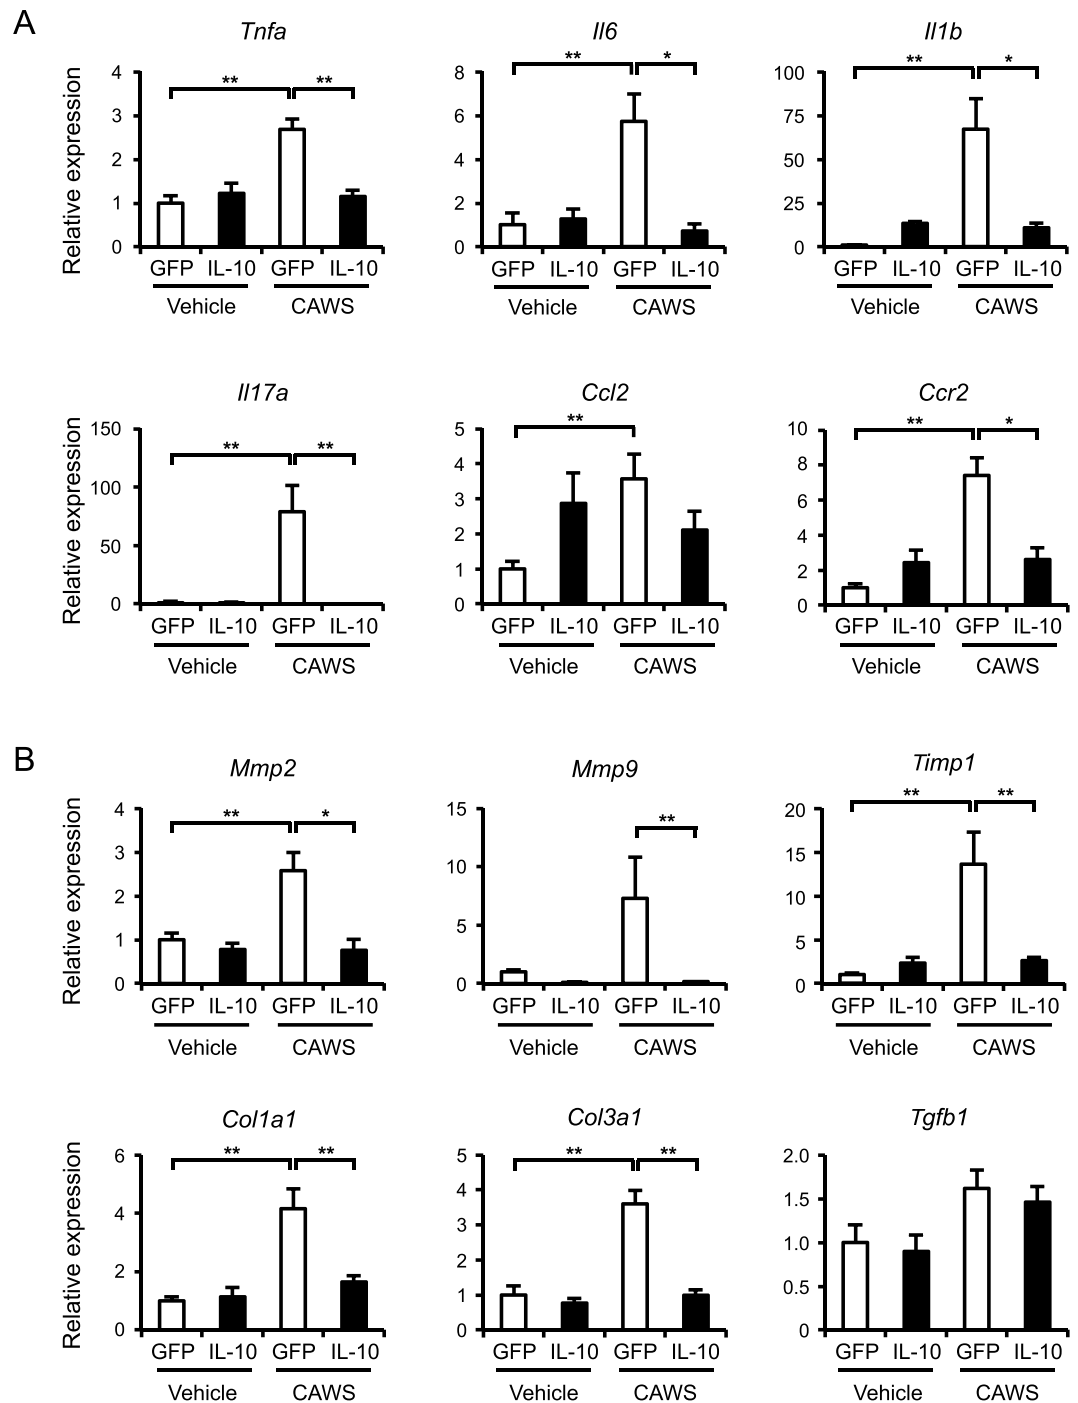 A
Tnfa
Il6
Il1b
** **
** *
** *
Relative expression
4
3
2
1
0
8
6
4
2
0
100
75
50
25
0
GFP IL-10 GFP IL-10
GFP IL-10 GFP IL-10
GFP IL-10 GFP IL-10
Vehicle CAWS
Vehicle CAWS
Vehicle CAWS
Il17a
Ccl2
Ccr2
** **
**
** *
Relative expression
150
100
50
0
5
4
3
2
1
0
10
8
6
4
2
0
GFP IL-10 GFP IL-10
GFP IL-10 GFP IL-10
GFP IL-10 GFP IL-10
Vehicle CAWS
Vehicle CAWS
Vehicle CAWS
B
Mmp2
Mmp9
Timp1
** *
**
** **
Relative expression
4
3
2
1
0
15
10
5
0
20
15
10
5
0
GFP IL-10 GFP IL-10
GFP IL-10 GFP IL-10
GFP IL-10 GFP IL-10
Vehicle CAWS
Vehicle CAWS
Vehicle CAWS
Col1a1
Col3a1
Tgfb1
** **
** **
Relative expression
6
4
2
0
5
4
3
2
1
0
2.0
1.5
1.0
0.5
0
GFP IL-10 GFP IL-10
GFP IL-10 GFP IL-10
GFP IL-10 GFP IL-10
Vehicle CAWS
Vehicle CAWS
Vehicle CAWS